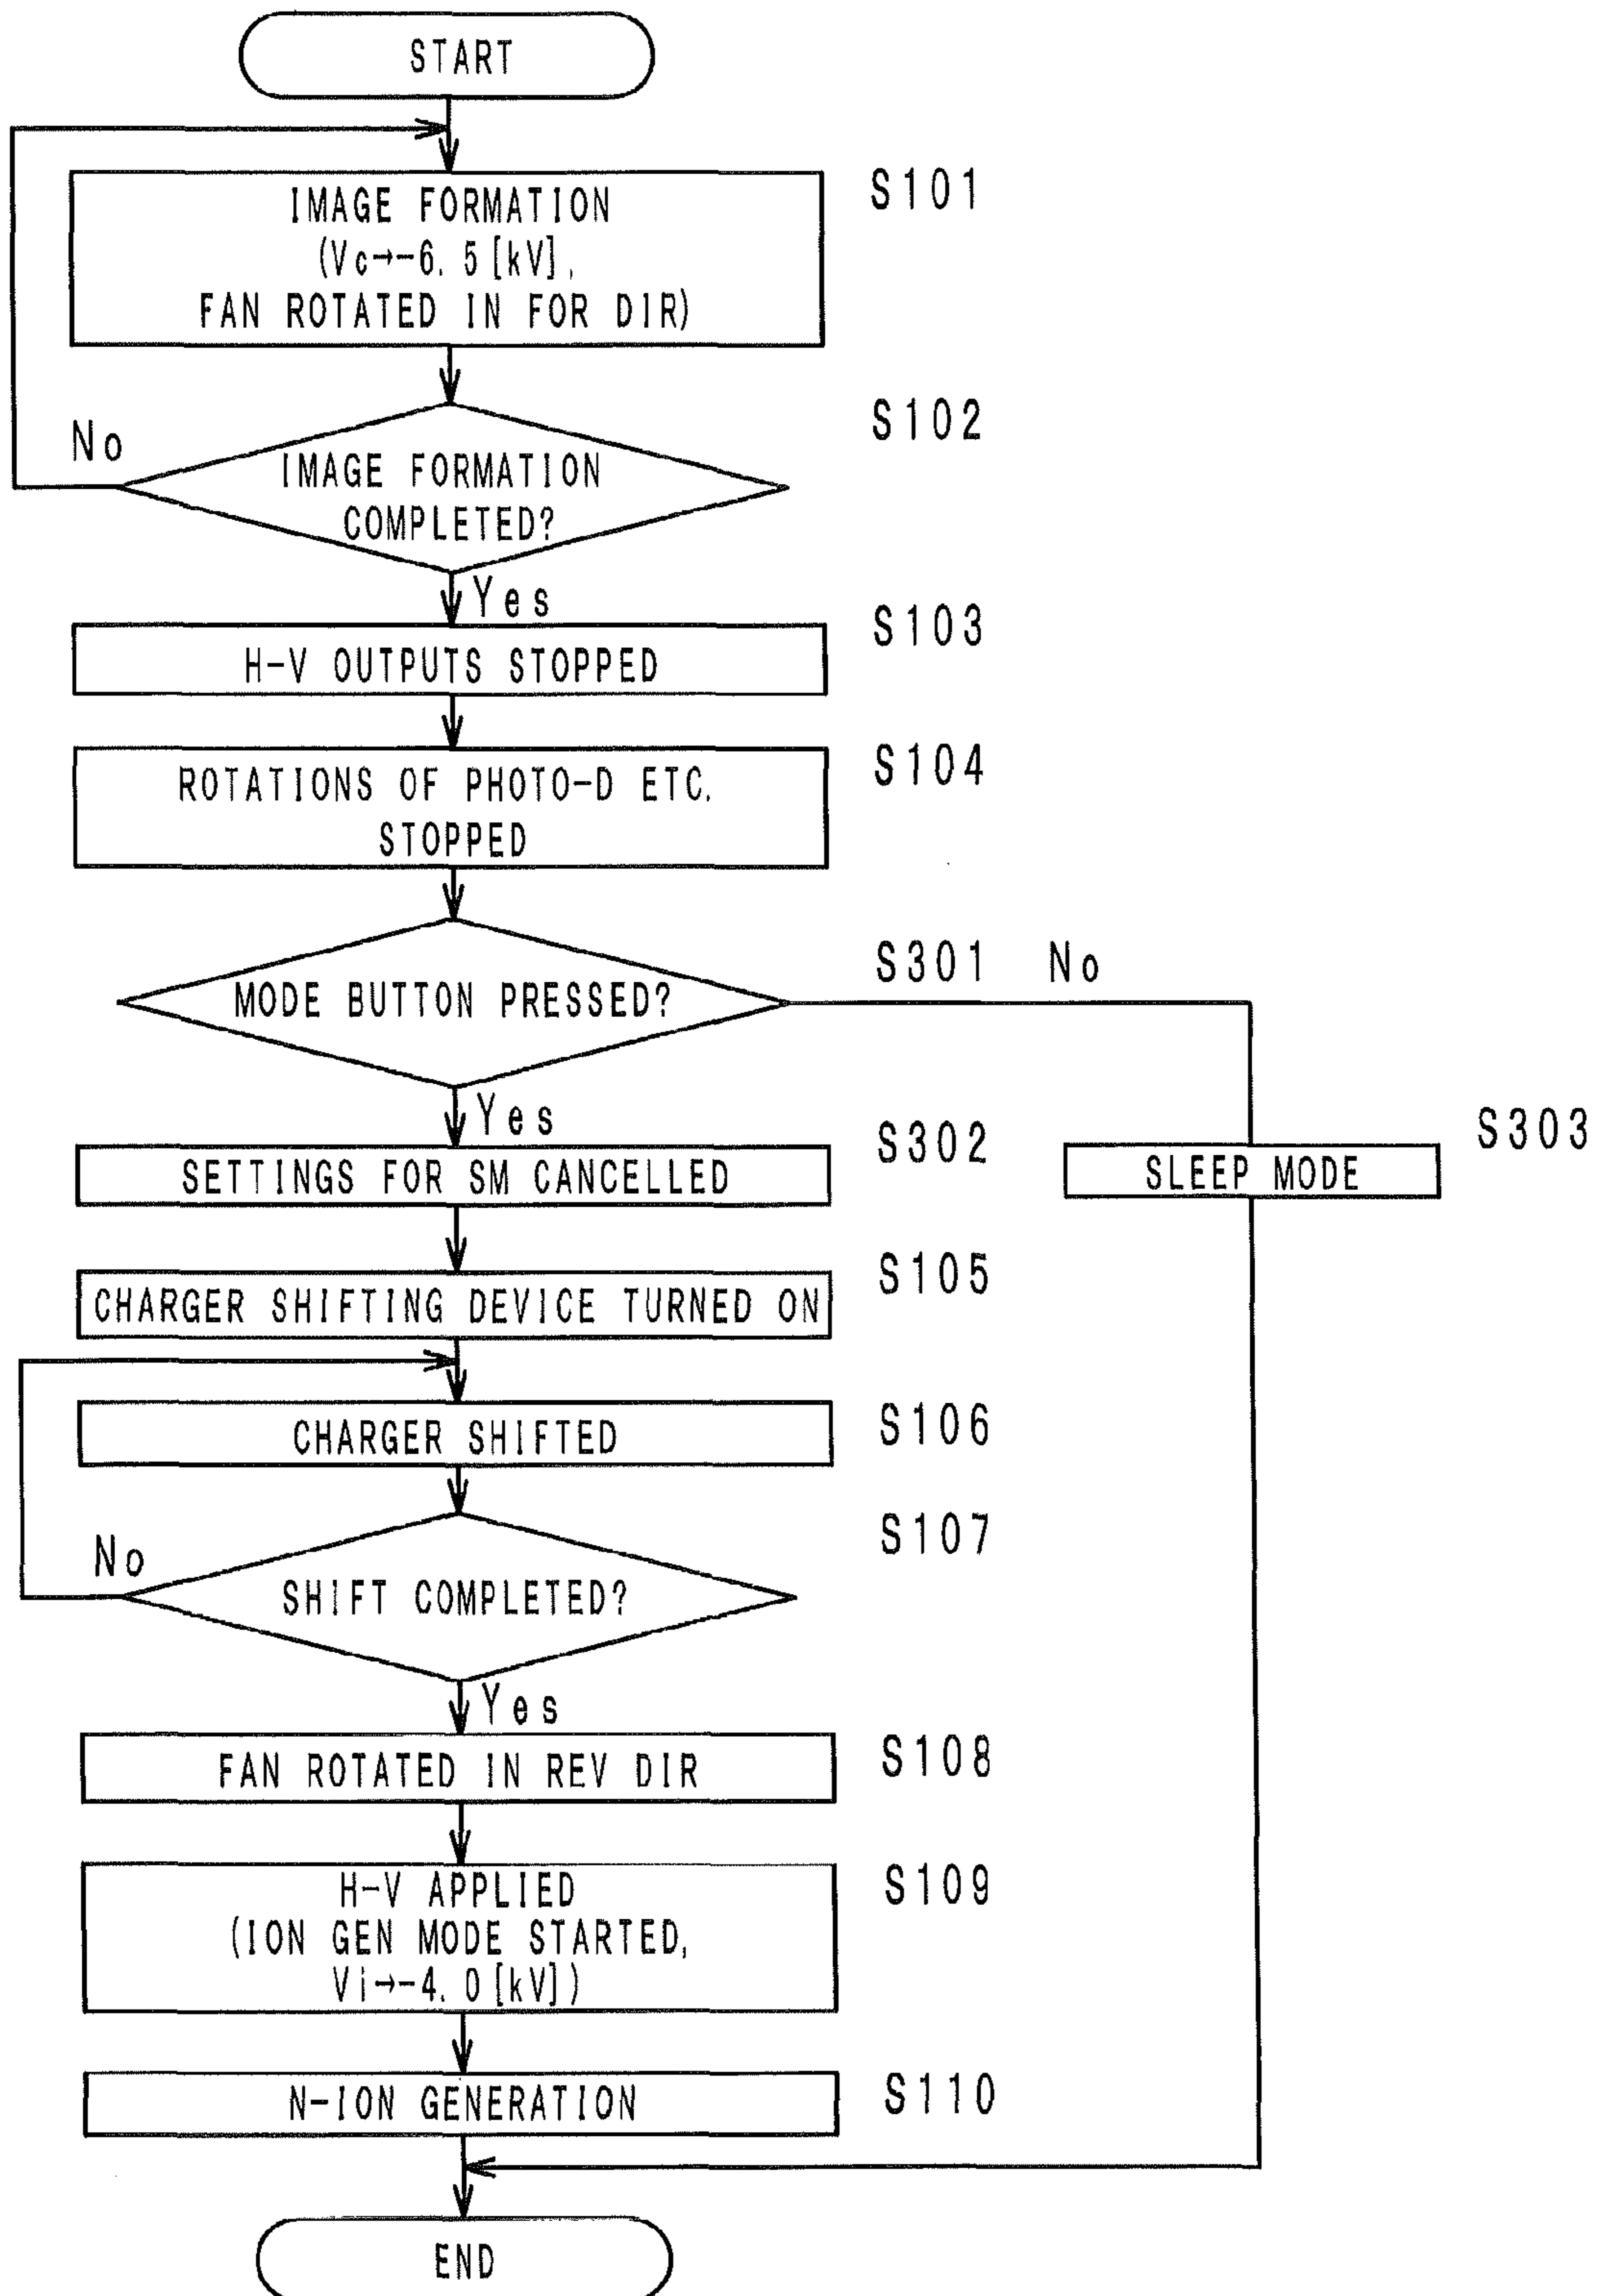 START
S101
IMAGE FORMATION
(Vc→-6. 5[kV],
FAN ROTATED IN FOR DIR)
S102
No
IMAGE FORMATION
COMPLETED?
Yes
S103
H-V OUTPUTS STOPPED
S104
ROTATIONS OF PHOTO-D ETC.
STOPPED
S301 No
MODE BUTTON PRESSED?
Yes
S302
SETTINGS FOR SM CANCELLED
S303
SLEEP MODE
S105
CHARGER SHIFTING DEVICE TURNED ON
S106
CHARGER SHIFTED
S107
No
SHIFT COMPLETED?
Yes
S108
FAN ROTATED IN REV DIR
S109
H-V APPLIED
(ION GEN MODE STARTED,
Vi→-4. 0[kV])
S110
N-ION GENERATION
END